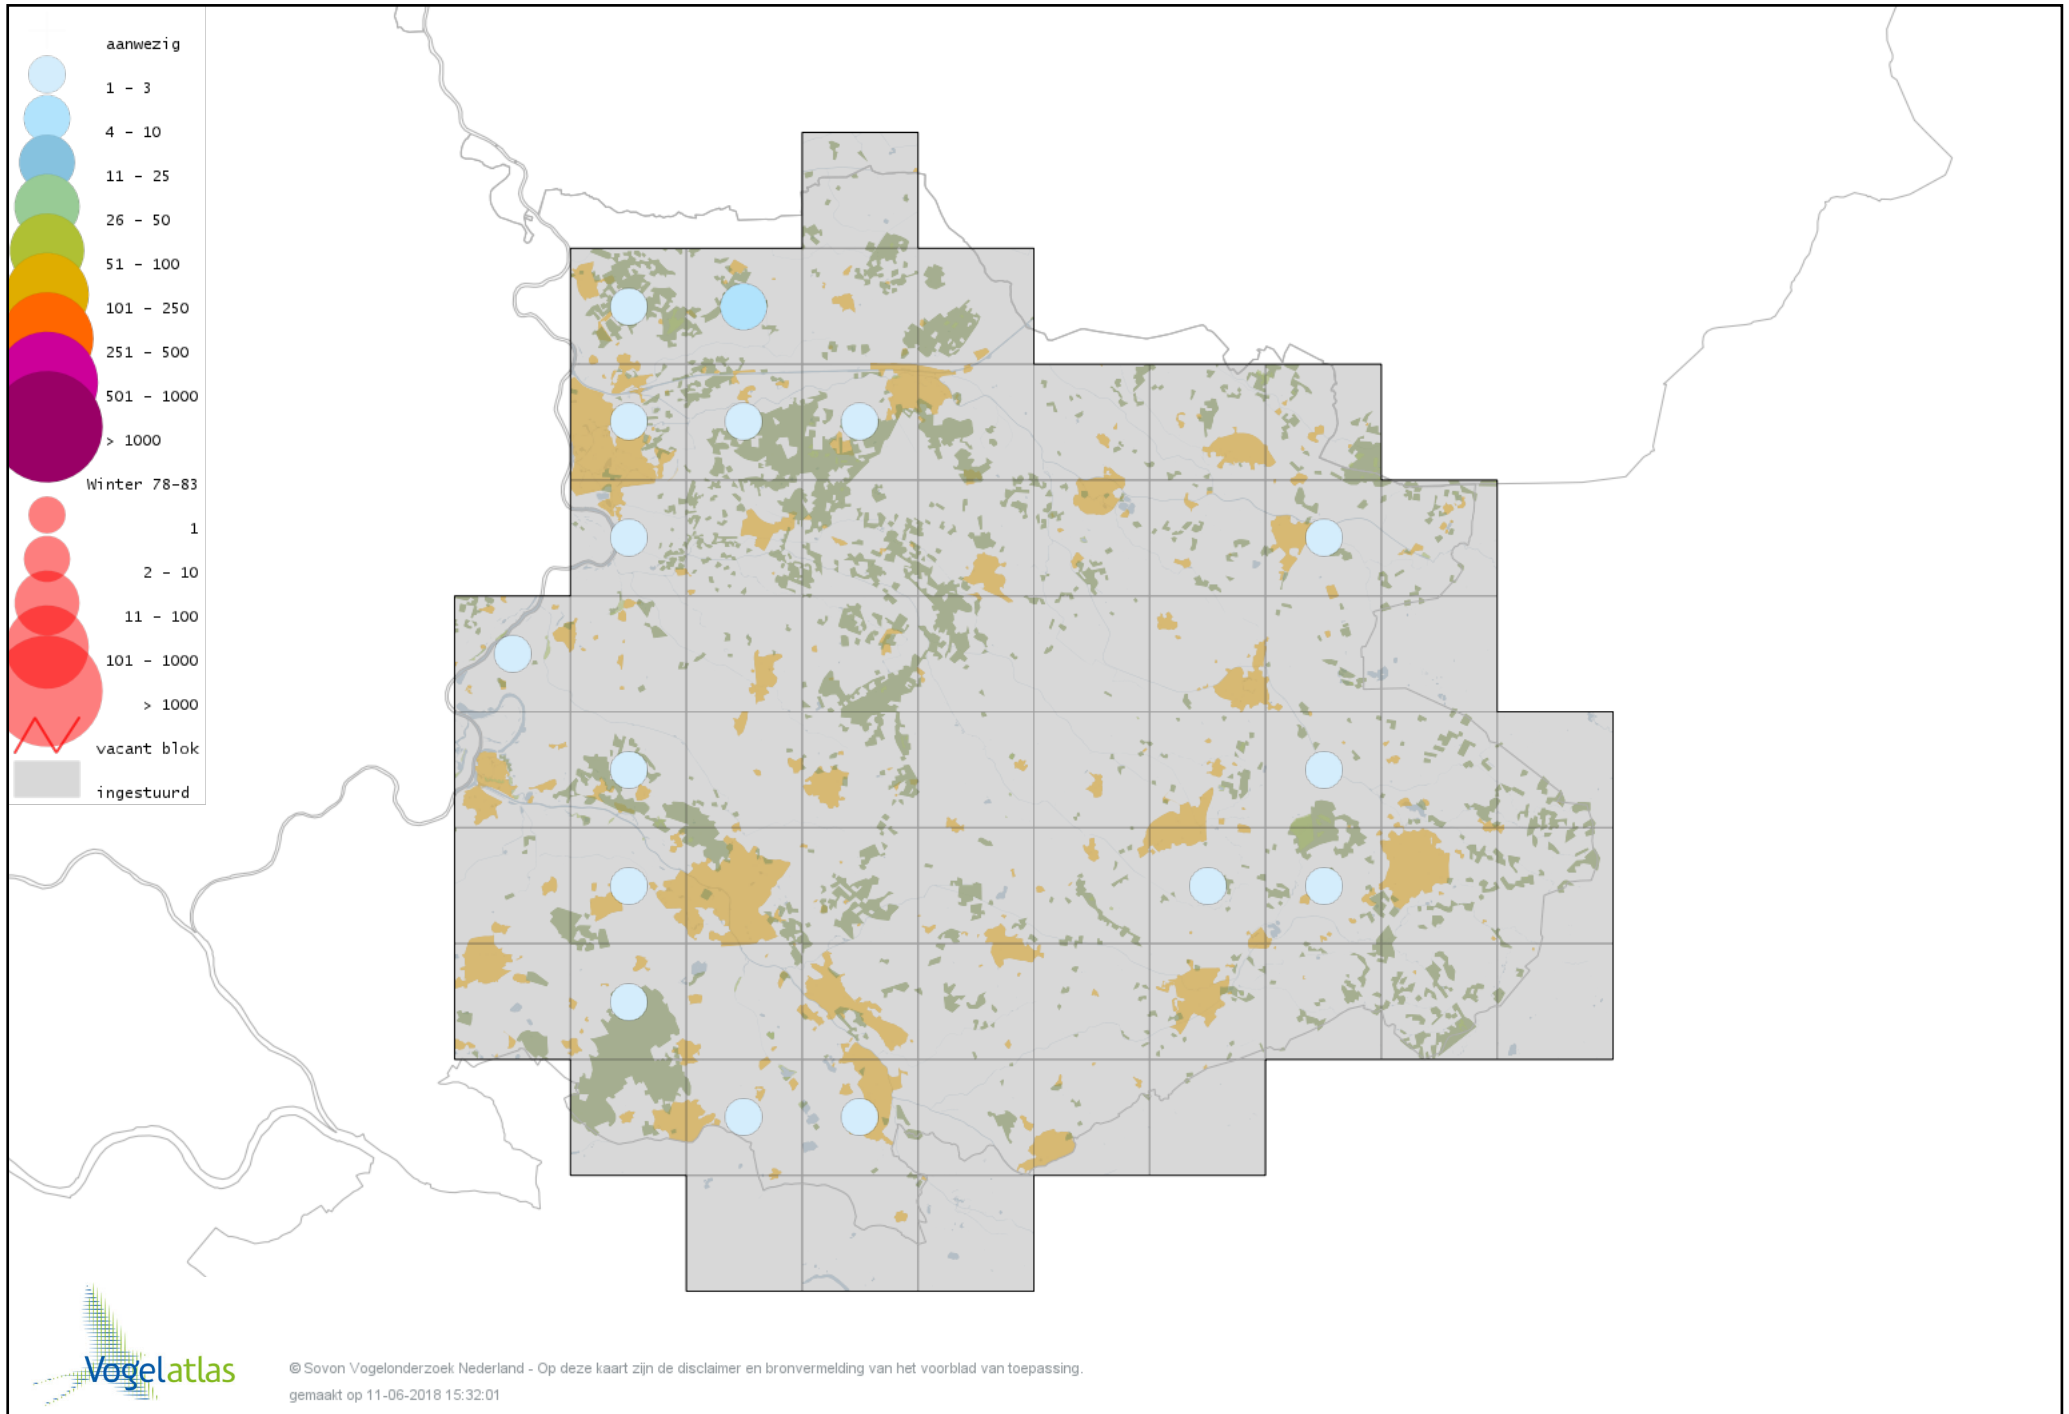 aanwezig
1 - 3
4 - 10
11 - 25
26 - 50
51 - 100
101 - 250
251 - 500
501 - 1000
> 1000
Winter 78-83
1
2 - 10
11 - 100
101 - 1000
> 1000
vacant blok
ingestuurd
Vogelatlas
© Sovon Vogelonderzoek Nederland - Op deze kaart zijn de disclaimer en bronvermelding van het voorblad van toepassing.
gemaakt op 11-06-2018 15:32:01